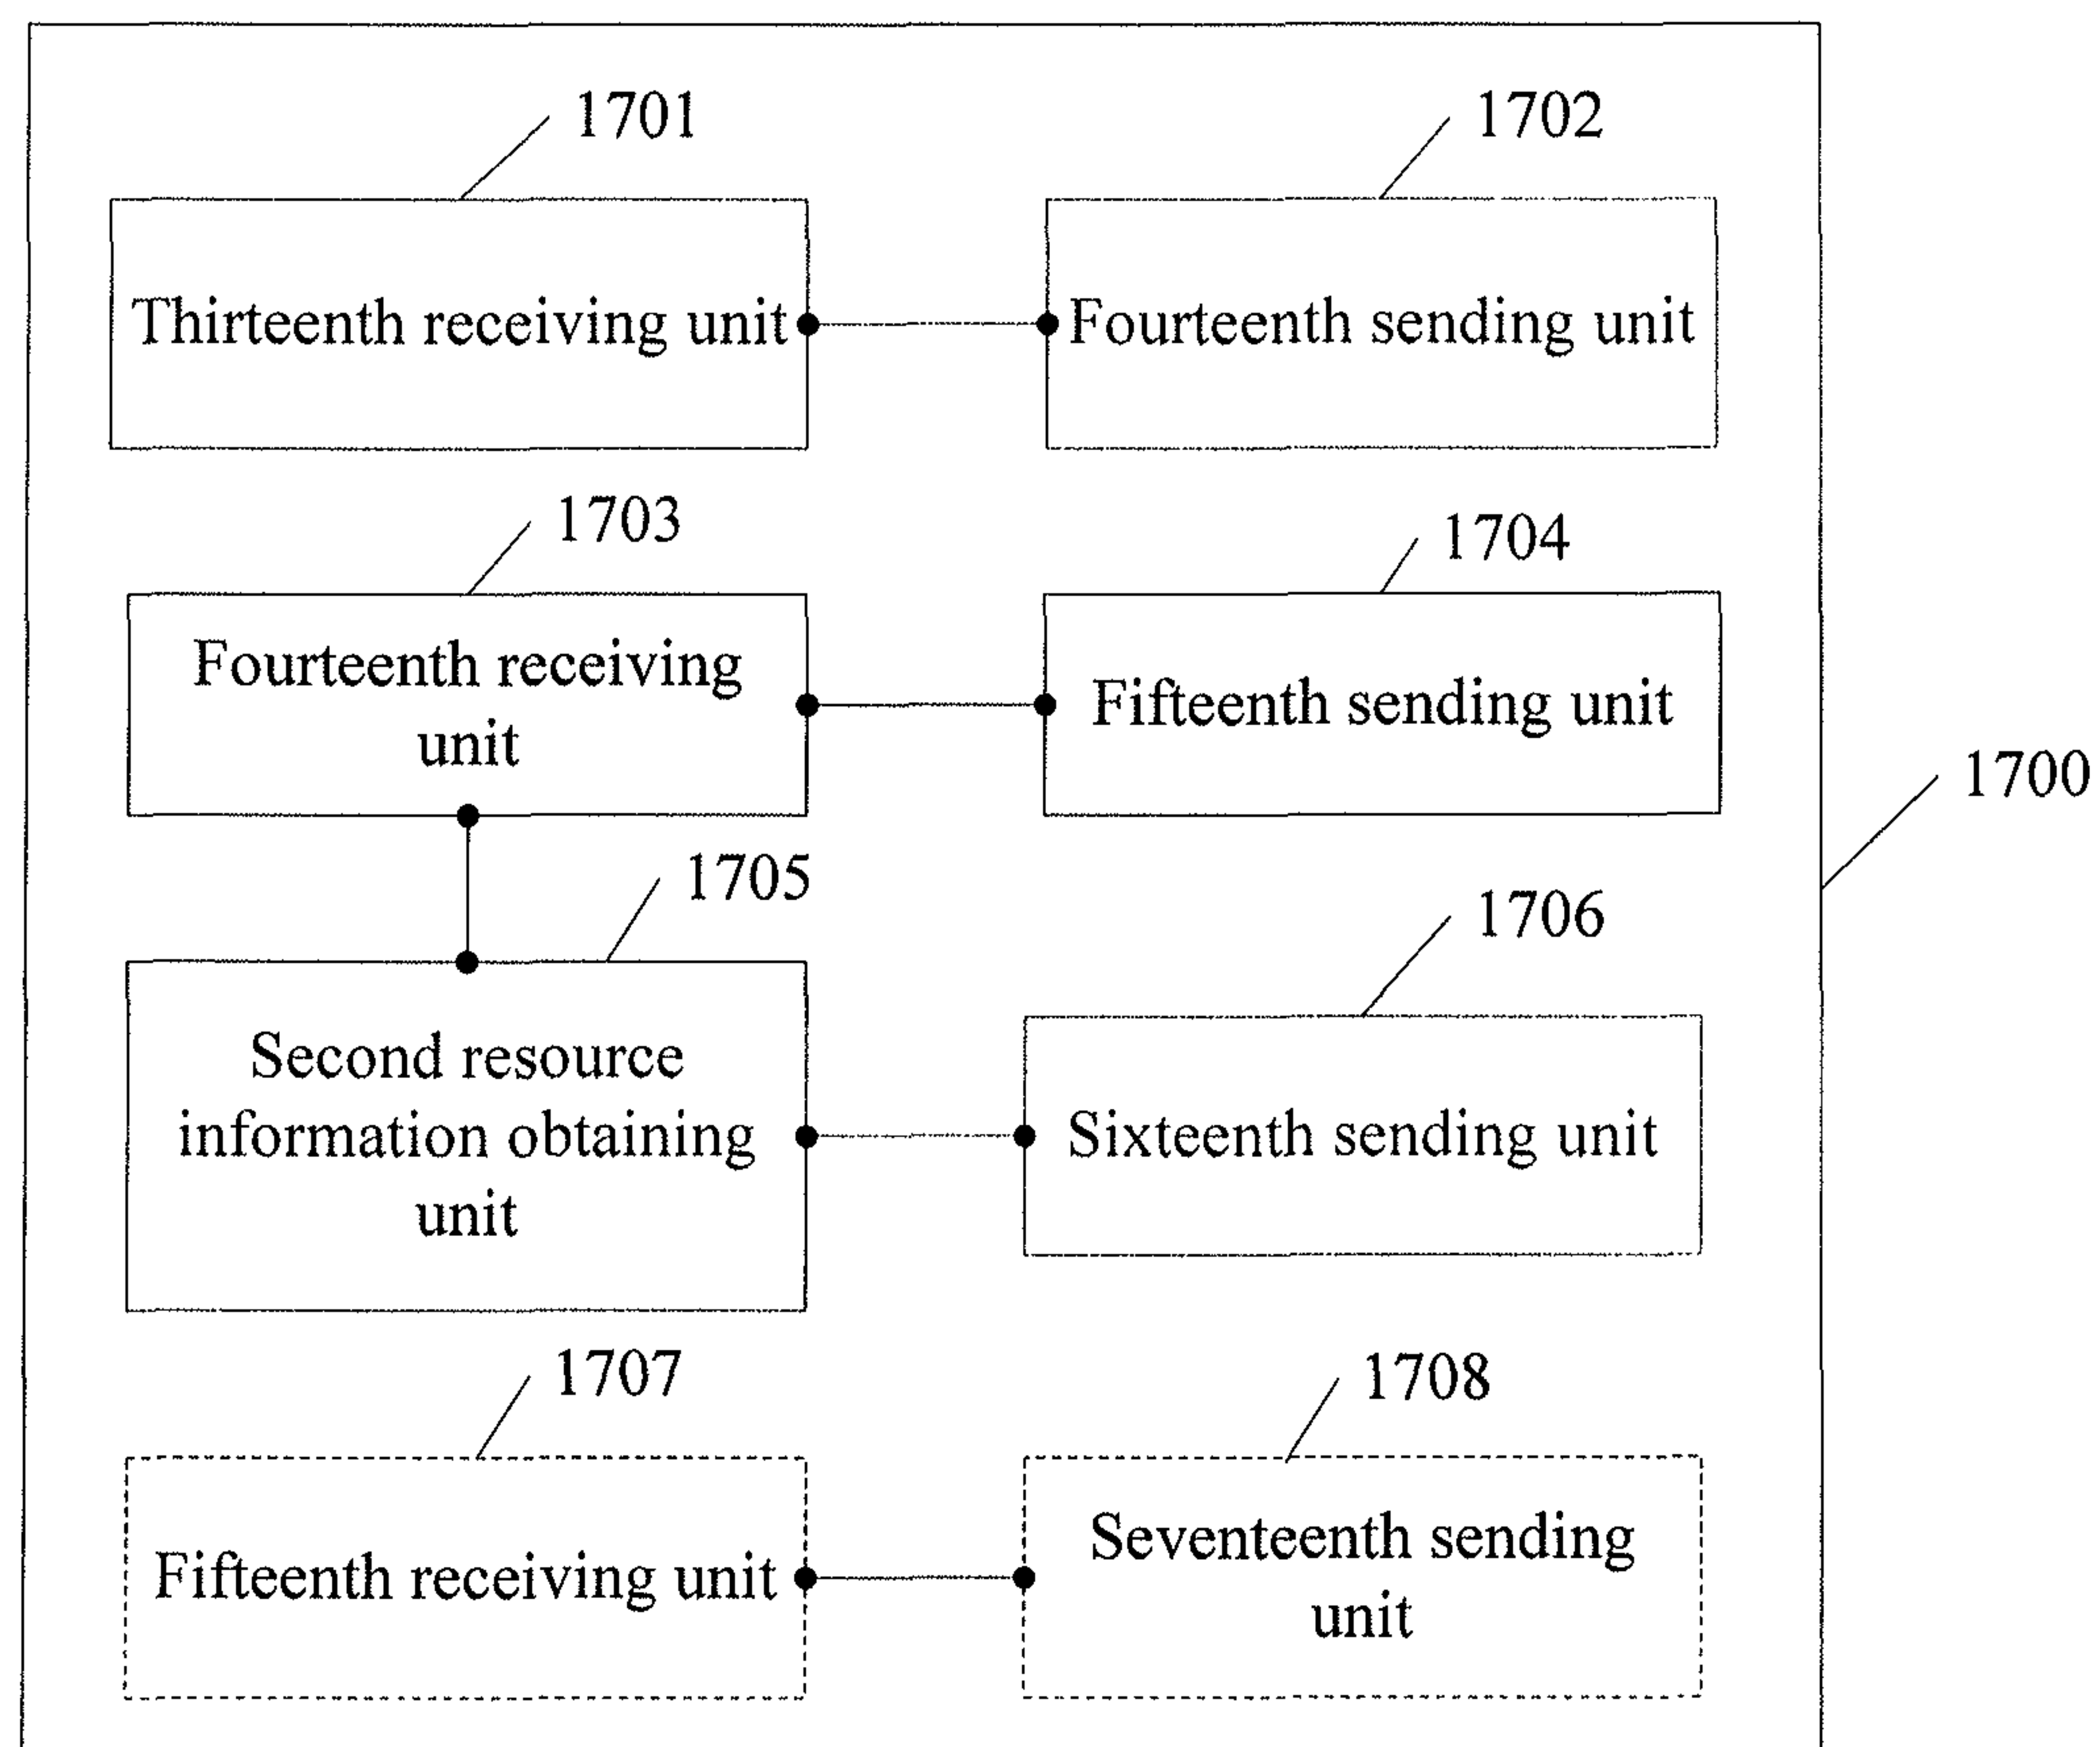 1701
1702
Thirteenth receiving unit
Fourteenth sending unit
1703
1704
Fourteenth receiving
unit
Fifteenth sending unit
1700
1705
1706
Second resource
information obtaining
unit
Sixteenth sending unit
1707
1708
Fifteenth receiving unit
Seventeenth sending
unit